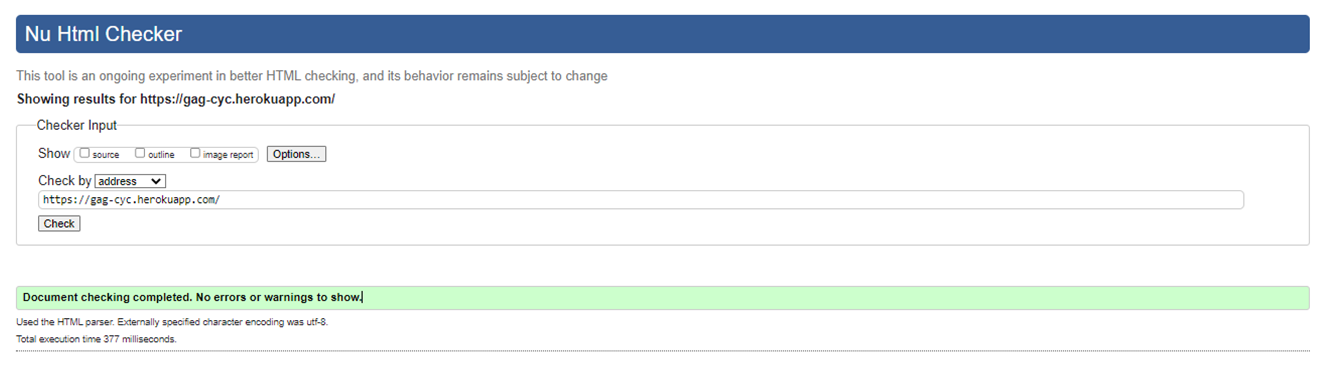 Nu Html Checker
This tool is an ongoing experiment in better HTML checking, and its behavior remains subject to change
Showing results for https://gag-cyc.herokuapp.com/
Checker Input
Show source outline image report Options...
Check by address
https://gag-cyc.herokuapp.com/
Check
Document checking completed. No errors or warnings to show.
Used the HTML parser. Externally specified character encoding was utf-8.
Total execution time 377 milliseconds.